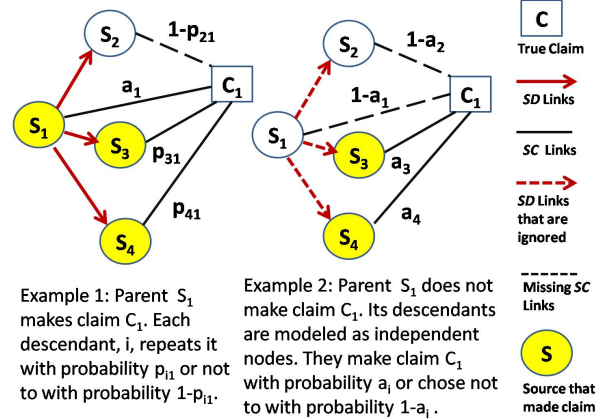 S2
1-p21
a1
C1
S1
S3
p31
p41
S4
Example 1: Parent S1
makes claim C1. Each
descendant, i, repeats it
with probability pi1 or not
to with probability 1-pi1.
S2
1-a2
1-a1
C1
S1
S3
a3
a4
S4
Example 2: Parent S1 does not
make claim C1. Its descendants
are modeled as independent
nodes. They make claim C1
with probability ai or chose not
to with probability 1-ai .
C
True Claim
SD Links
SC Links
SD Links
that are
ignored
Missing SC
Links
S
Source that
made claim